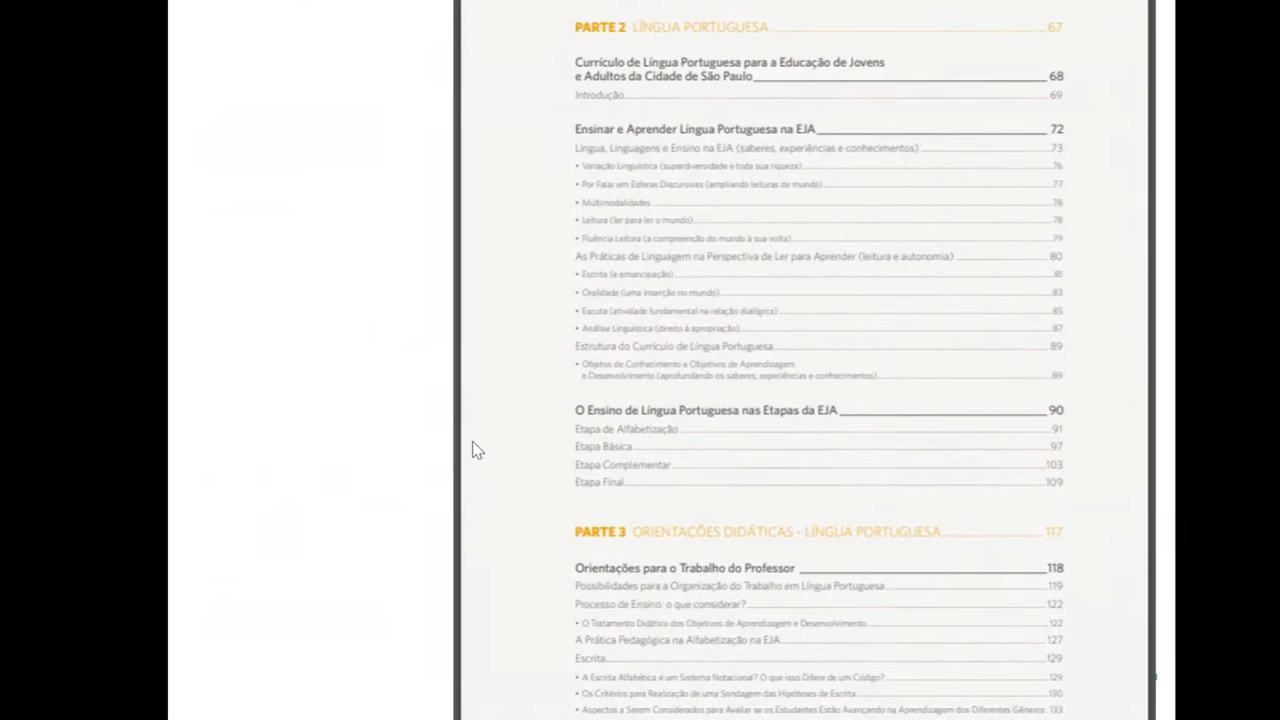 PARTE 2 LÍNGUA PORTUGUESA 67
Currículo de Língua Portuguesa para a Educação de Jovens
e Adultos da Cidade de São Paulo 68
Introdução 69
Ensinar e Aprender Língua Portuguesa na EJA 72
Língua, Linguagens e Ensino na EJA (saberes, experiências e conhecimentos) 73
• Variação Linguística (superdiversidade e toda sua riqueza) 76
• Por Falar em Esferas Discursivas (ampliando leituras de mundo) 77
• Multimodalidades 78
• Leitura (ler para ler o mundo) 78
• Fluência Leitora (a compreensão do mundo à sua volta) 79
As Práticas de Linguagem na Perspectiva de Ler para Aprender (leitura e autonomia) 80
• Escrita (e emancipação) 81
• Oralidade (uma inserção no mundo) 83
• Escuta (atividade fundamental na relação dialógica) 85
• Análise Linguística (direito à apropriação) 87
Estrutura do Currículo de Língua Portuguesa 89
• Objetos de Conhecimento e Objetivos de Aprendizagem
e Desenvolvimento (aprofundando os saberes, experiências e conhecimentos) 89
O Ensino de Língua Portuguesa nas Etapas da EJA 90
Etapa de Alfabetização 91
Etapa Básica 97
Etapa Complementar 103
Etapa Final 109
PARTE 3 ORIENTAÇÕES DIDÁTICAS - LÍNGUA PORTUGUESA 117
Orientações para o Trabalho do Professor 118
Possibilidades para a Organização do Trabalho em Língua Portuguesa 119
Processo de Ensino: o que considerar? 122
• O Tratamento Didático dos Objetivos de Aprendizagem e Desenvolvimento 122
A Prática Pedagógica na Alfabetização na EJA 127
Escrita 129
• A Escrita Alfabética é um Sistema Notacional? O que isso Difere de um Código? 129
• Os Critérios para Realização de uma Sondagem das Hipóteses de Escrita 130
• Aspectos a Serem Considerados para Avaliar se os Estudantes Estão Avançando na Aprendizagem dos Diferentes Gêneros 133